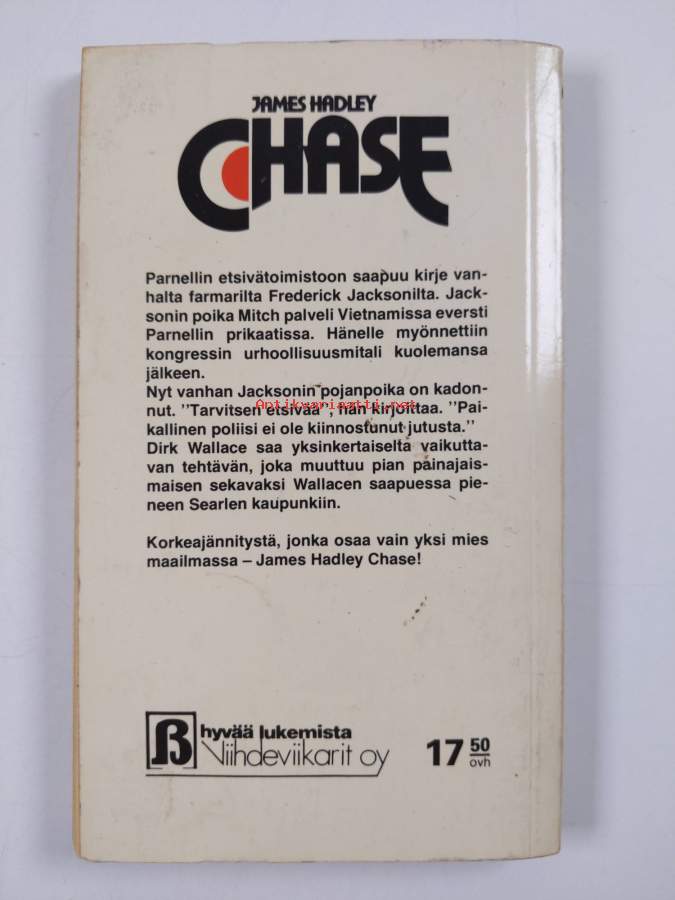 JAMES HADLEY
CHASE
Parnellin etsivätoimistoon saapuu kirje van-
halta farmarilta Frederick Jacksonilta. Jack-
sonin poika Mitch palveli Vietnamissa eversti
Parnellin prikaatissa. Hänelle myönnettiin
kongressin urhoollisuusmitali kuolemansa
jälkeen.
Nyt vanhan Jacksonin pojanpoika on kadon-
nut. "Tarvitsen etsivää", hän kirjoittaa. "Pai-
Antikvariaatti.net
kallinen poliisi ei ole kiinnostunut jutusta."
Dirk Wallace saa yksinkertaiselta vaikutta-
van tehtävän, joka muuttuu pian painajais-
maisen sekavaksi Wallacen saapuessa pie-
neen Searlen kaupunkiin.
Korkeajännitystä, jonka osaa vain yksi mies
maailmassa – James Hadley Chase!
hyvää lukemista
Viihdeviikarit oy
17 50
ovh